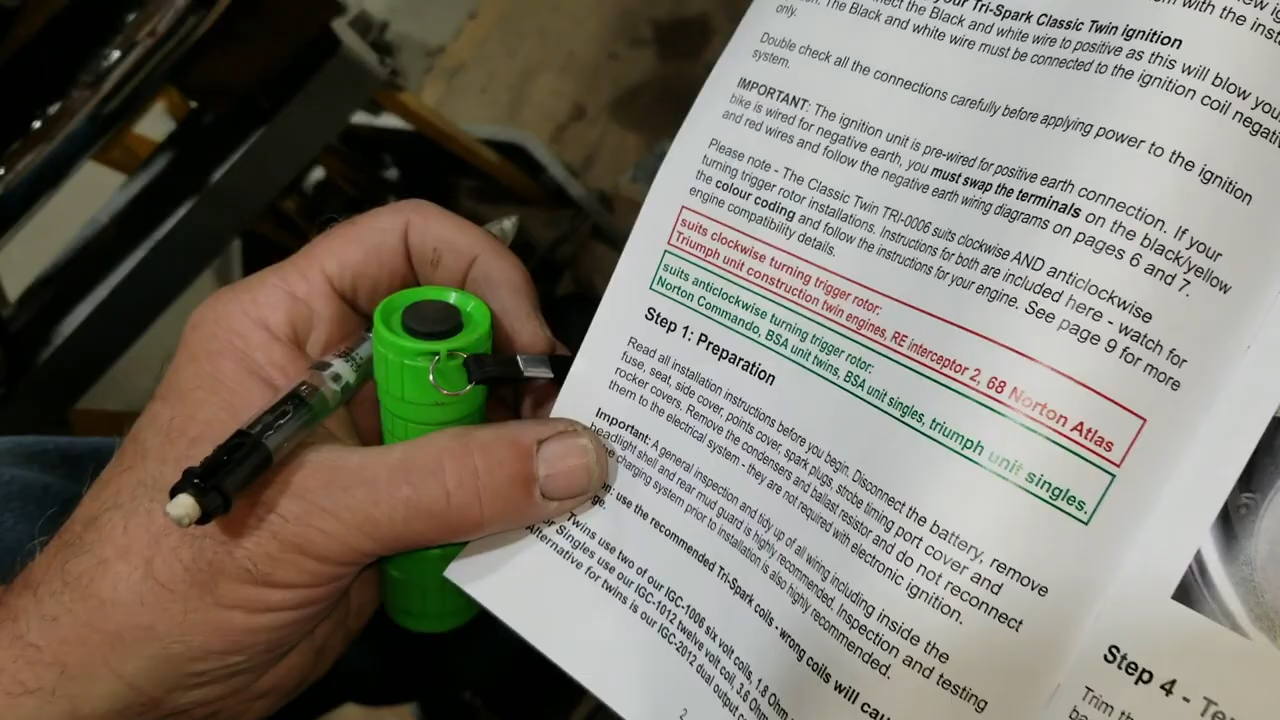 your Tri-Spark Classic Twin ignition
the Black and white wire to positive as this will blow your
The Black and white wire must be connected to the ignition coil negative
only.
Double check all the connections carefully before applying power to the ignition
system.
IMPORTANT: The ignition unit is pre-wired for positive earth connection. If your
bike is wired for negative earth, you must swap the terminals on the black/yellow
and red wires and follow the negative earth wiring diagrams on pages 6 and 7.
Please note - The Classic Twin TRI-0006 suits clockwise AND anticlockwise
turning trigger rotor installations. Instructions for both are included here - watch for
the colour coding and follow the instructions for your engine. See page 9 for more
engine compatibility details.
suits clockwise turning trigger rotor:
Triumph unit construction twin engines, RE interceptor 2, 68 Norton Atlas
suits anticlockwise turning trigger rotor:
Norton Commando, BSA unit twins, BSA unit singles, triumph unit singles.
Step 1: Preparation
Read all installation instructions before you begin. Disconnect the battery, remove
fuse, seat, side cover, points cover, spark plugs, strobe timing port cover and
rocker covers. Remove the condensers and ballast resistor and do not reconnect
them to the electrical system - they are not required with electronic ignition.
Important: A general inspection and tidy up of all wiring including inside the
headlight shell and rear mud guard is highly recommended. Inspection and testing
charging system prior to installation is also highly recommended.
use the recommended Tri-Spark coils - wrong coils will
Twins use two of our IGC-1006 six volt coils, 1.8 Ohm
Singles use our IGC-1012 twelve volt coil, 3.6 Ohm
Alternative for twins is our IGC-2012 dual output
2
Step 4 -
Trim